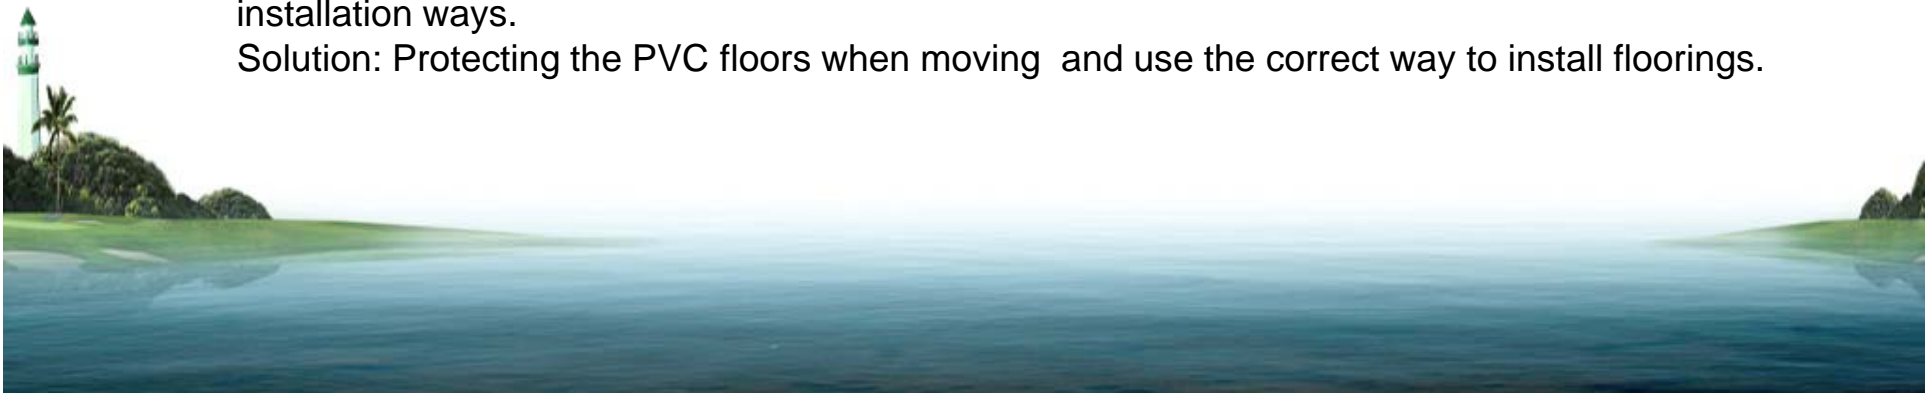 installation ways.
Solution: Protecting the PVC floors when moving  and use the correct way to install floorings.